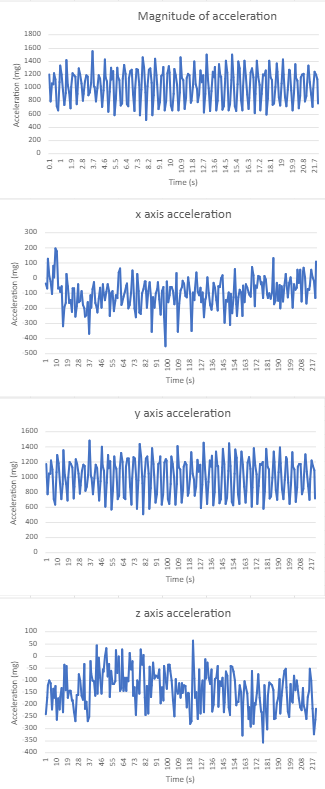 Magnitude of acceleration
1800
1600
1400
1200
1000
800
600
400
200
0
Acceleration (mg)
0.1 1 1.9 2.8 3.7 4.6 5.5 6.4 7.3 8.2 9.1 10 10.9 11.8 12.7 13.6 14.5 15.4 16.3 17.2 18.1 19 19.9 20.8 21.7
Time (s)
x axis acceleration
300
200
100
0
100
200
300
400
500
Acceleration (mg)
1 10 19 28 37 46 55 64 73 82 91 100 109 118 127 136 145 154 163 172 181 190 199 208 217
Time (s)
y axis acceleration
1600
1400
1200
1000
800
600
400
200
0
Acceleration (mg)
1 10 19 28 37 46 55 64 73 82 91 100 109 118 127 136 145 154 163 172 181 190 199 208 217
Time (s)
z axis acceleration
100
50
0
50
100
150
200
250
300
350
400
Acceleration (mg)
1 10 19 28 37 46 55 64 73 82 91 100 109 118 127 136 145 154 163 172 181 190 199 208 217
Time (s)